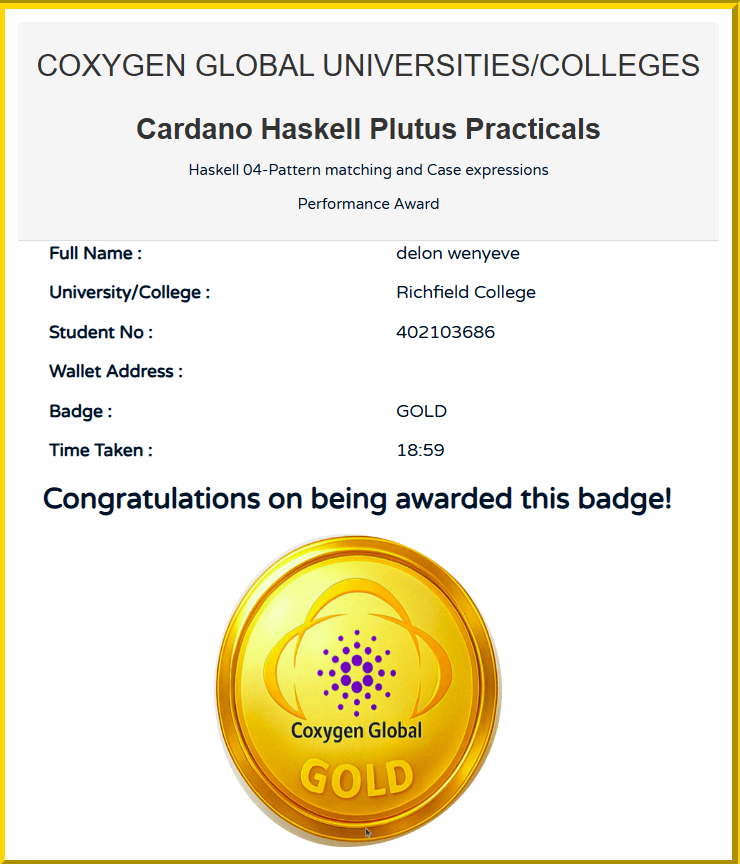 COXYGEN GLOBAL UNIVERSITIES/COLLEGES
Cardano Haskell Plutus Practicals
Haskell 04-Pattern matching and Case expressions
Performance Award
Full Name : delon wenyeve
University/College : Richfield College
Student No : 402103686
Wallet Address :
Badge : GOLD
Time Taken : 18:59
Congratulations on being awarded this badge!
Coxygen Global
GOLD